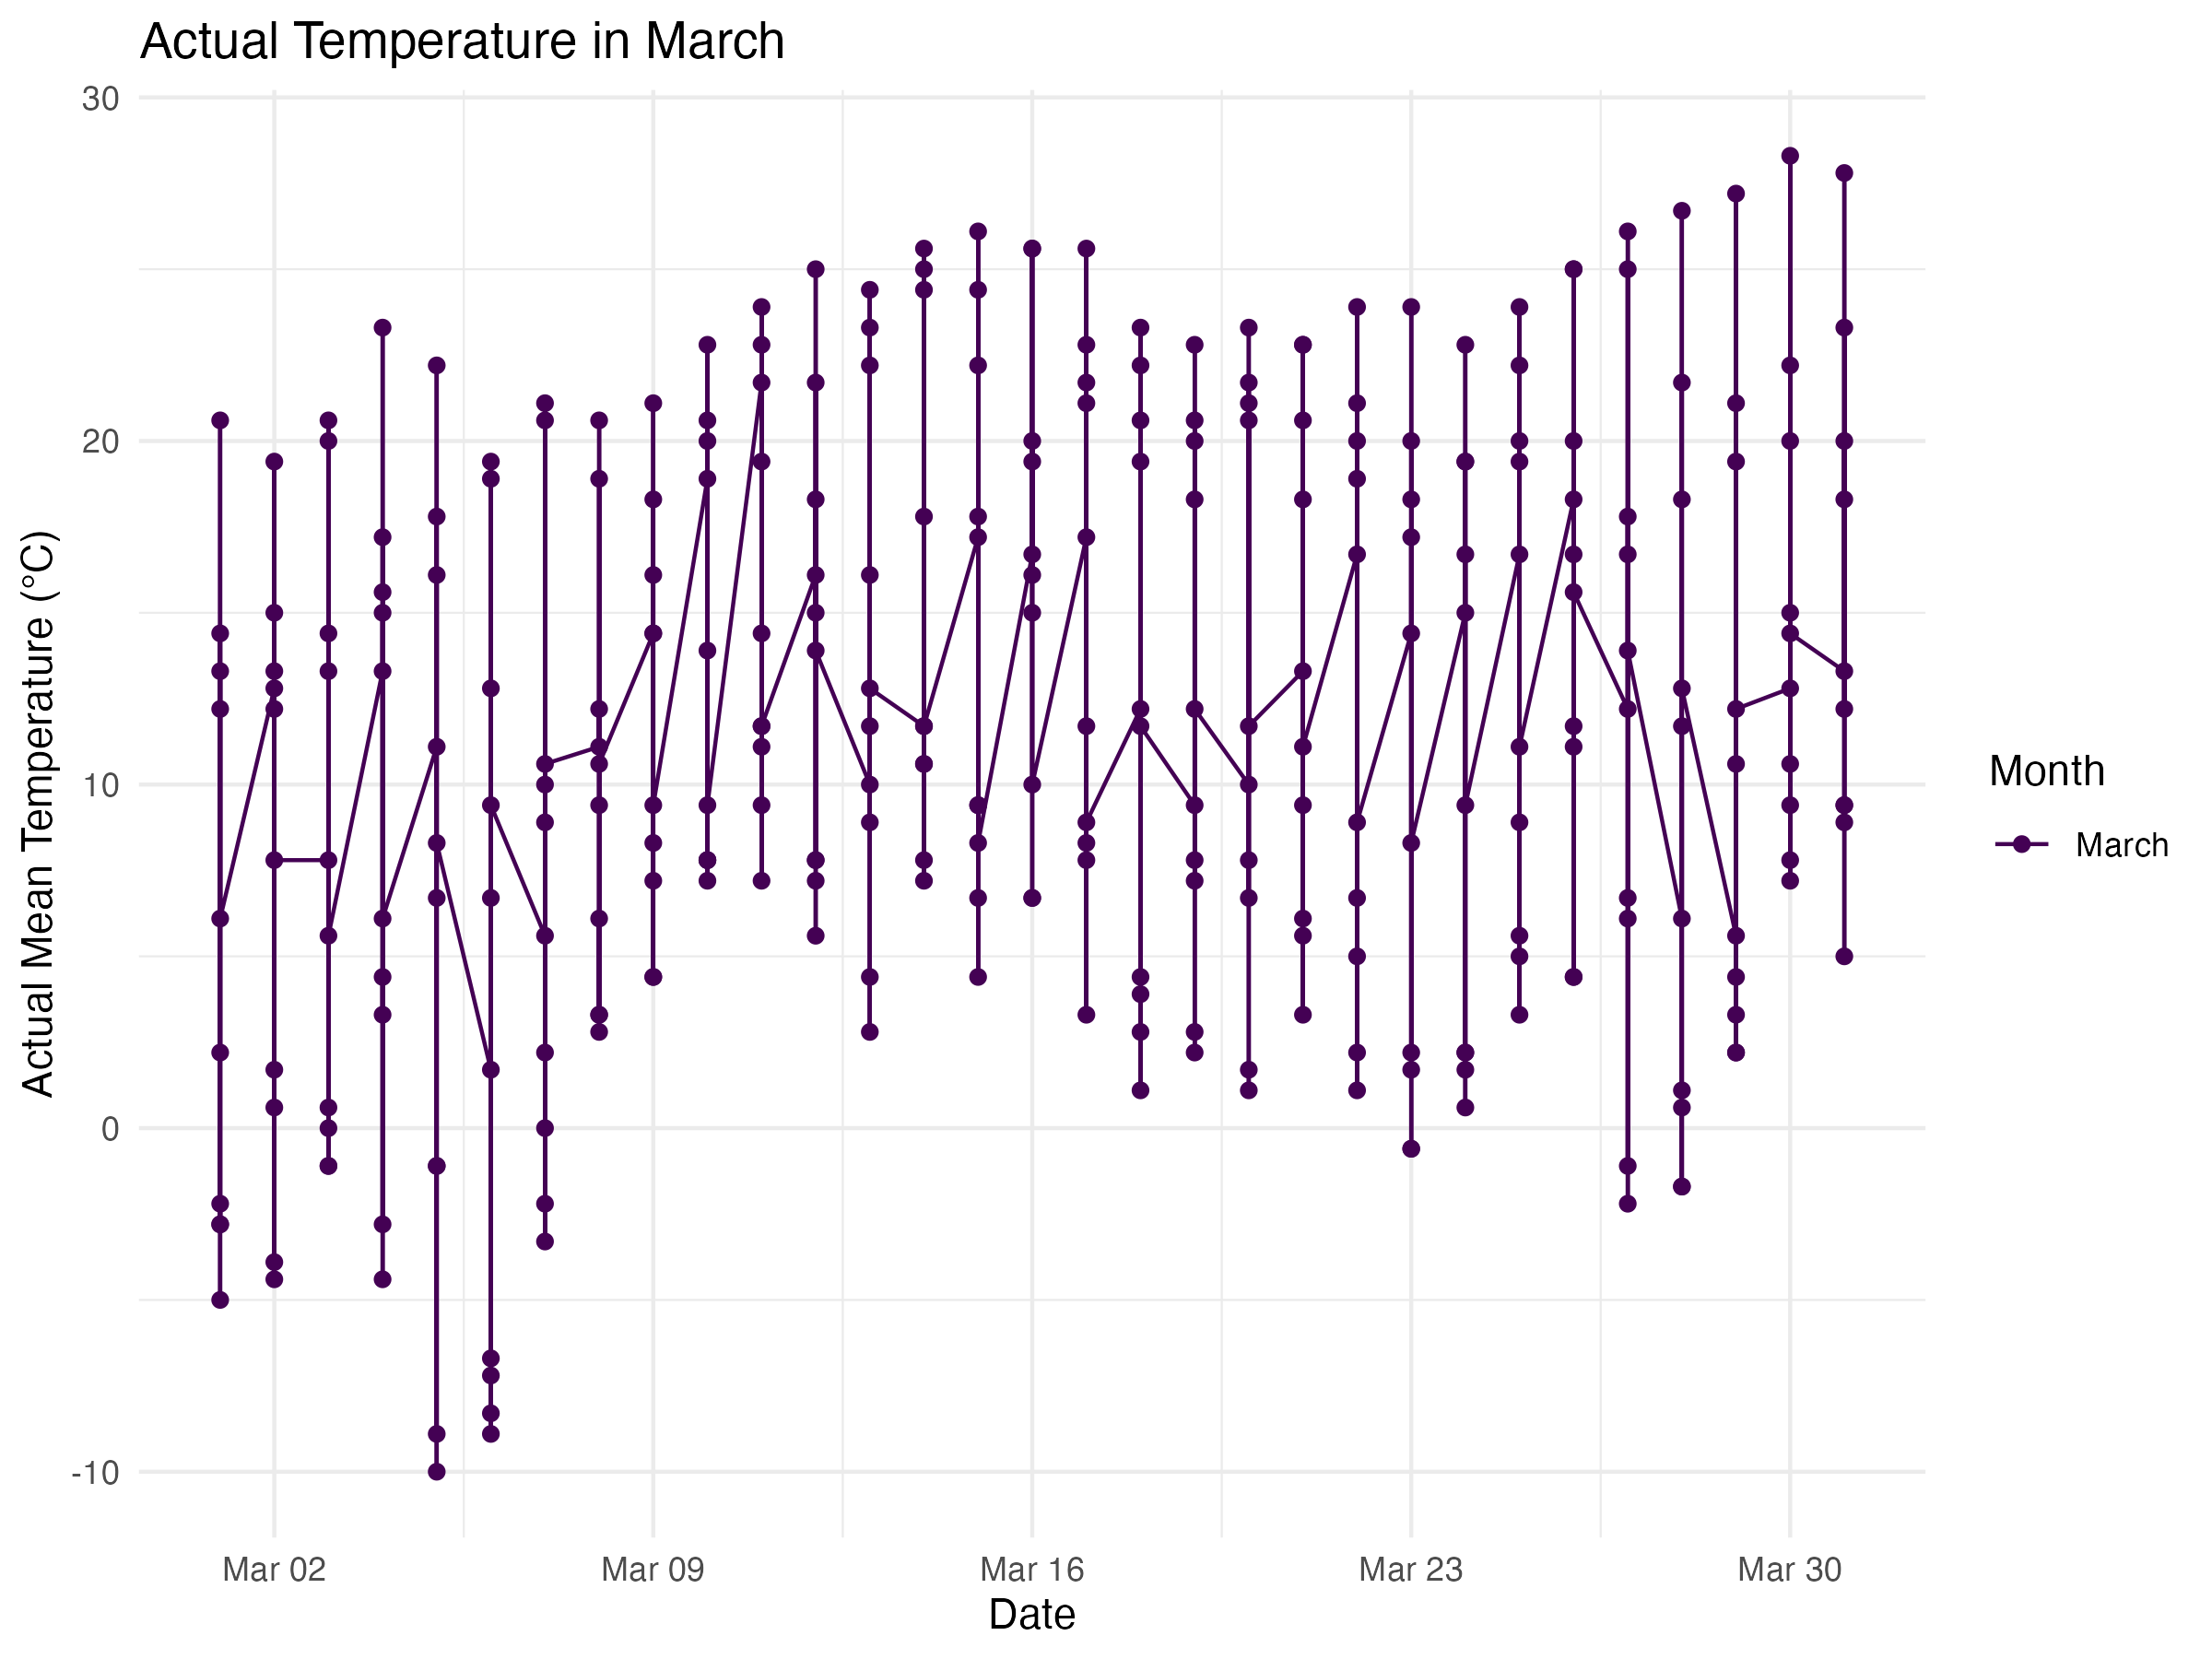 Actual Temperature in March
30
20
10
0
-10
Actual Mean Temperature (°C)
Mar 02
Mar 09
Mar 16
Mar 23
Mar 30
Date
Month
March